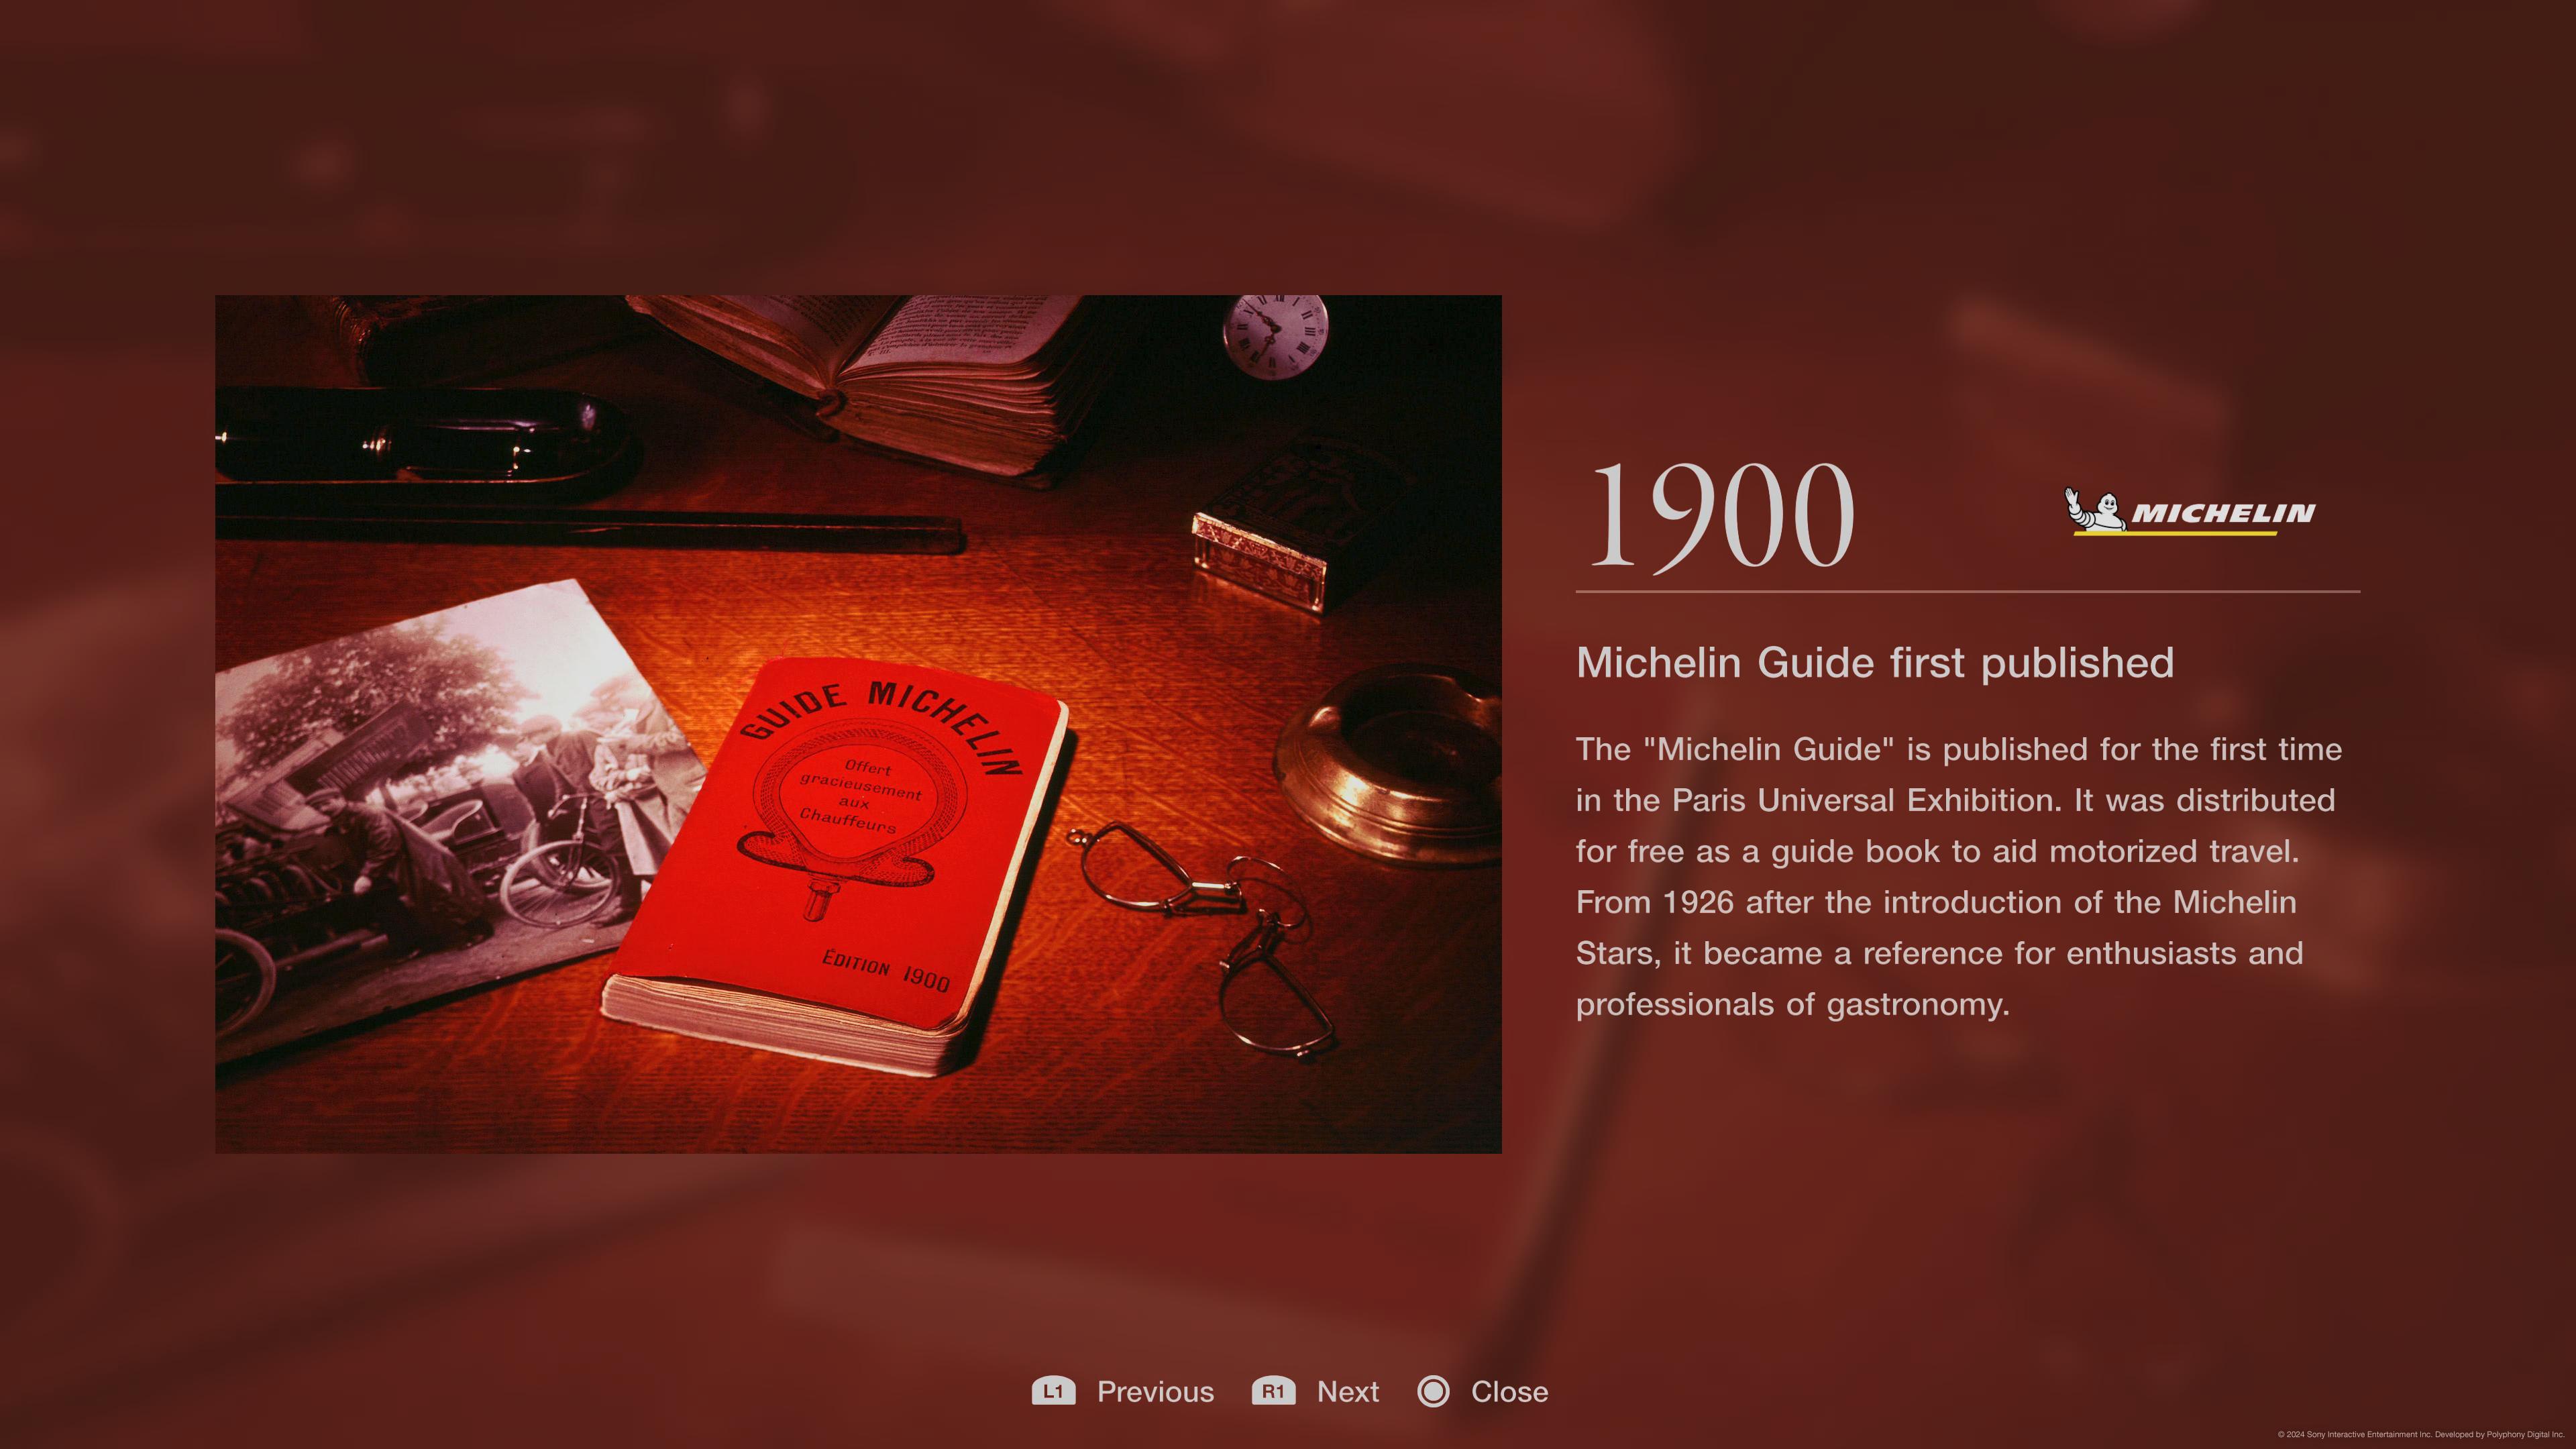 1900
MICHELIN
Michelin Guide first published
The "Michelin Guide" is published for the first time
in the Paris Universal Exhibition. It was distributed
for free as a guide book to aid motorized travel.
From 1926 after the introduction of the Michelin
Stars, it became a reference for enthusiasts and
professionals of gastronomy.
GUIDE MICHELIN
Offert
gracieusement
aux
Chauffeurs
ÉDITION 1900
L1 Previous R1 Next Close
© 2024 Sony Interactive Entertainment Inc. Developed by Polyphony Digital Inc.